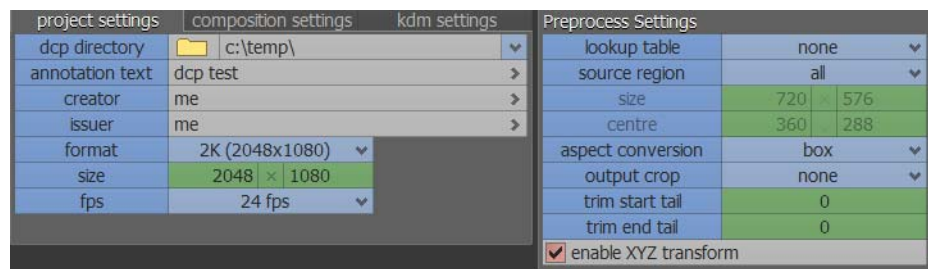 project settings composition settings kdm settings
dcp directory c:\temp\
annotation text dcp test
creator me
issuer me
format 2K (2048x1080)
size 2048 × 1080
fps 24 fps
Preprocess Settings
lookup table none
source region all
size 720 × 576
centre 360 , 288
aspect conversion box
output crop none
trim start tail 0
trim end tail 0
enable XYZ transform